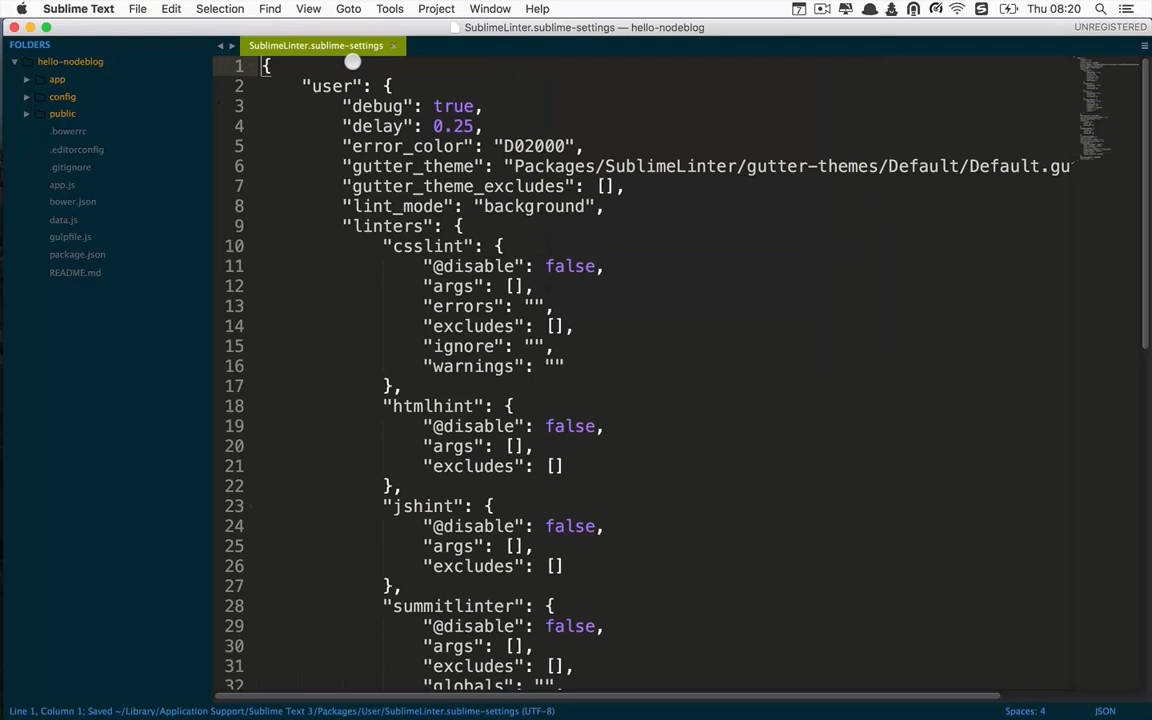 Sublime Text File Edit Selection Find View Goto Tools Project Window Help 7 Thu 08:20
SublimeLinter.sublime-settings — hello-nodeblog UNREGISTERED
FOLDERS
hello-nodeblog
app
config
public
.bowerrc
.editorconfig
.gitignore
app.js
bower.json
data.js
gulpfile.js
package.json
README.md
SublimeLinter.sublime-settings ×
1 {
2 "user": {
3 "debug": true,
4 "delay": 0.25,
5 "error_color": "D02000",
6 "gutter_theme": "Packages/SublimeLinter/gutter-themes/Default/Default.gu
7 "gutter_theme_excludes": [],
8 "lint_mode": "background",
9 "linters": {
10 "csslint": {
11 "@disable": false,
12 "args": [],
13 "errors": "",
14 "excludes": [],
15 "ignore": "",
16 "warnings": ""
17 },
18 "htmlhint": {
19 "@disable": false,
20 "args": [],
21 "excludes": []
22 },
23 "jshint": {
24 "@disable": false,
25 "args": [],
26 "excludes": []
27 },
28 "summitlinter": {
29 "@disable": false,
30 "args": [],
31 "excludes": [],
32 "globals": "",
Line 1, Column 1; Saved ~/Library/Application Support/Sublime Text 3/Packages/User/SublimeLinter.sublime-settings (UTF-8) Spaces: 4 JSON